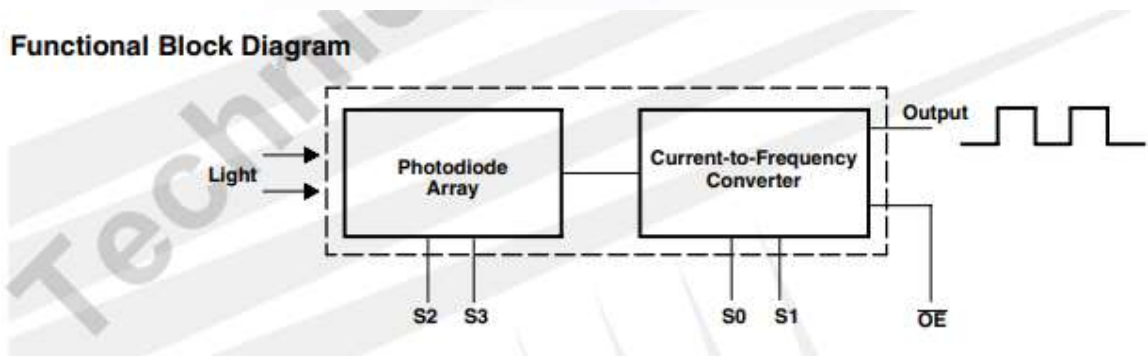 Functional Block Diagram
Light
Photodiode
Array
Current-to-Frequency
Converter
Output
S2 S3
S0 S1
OE